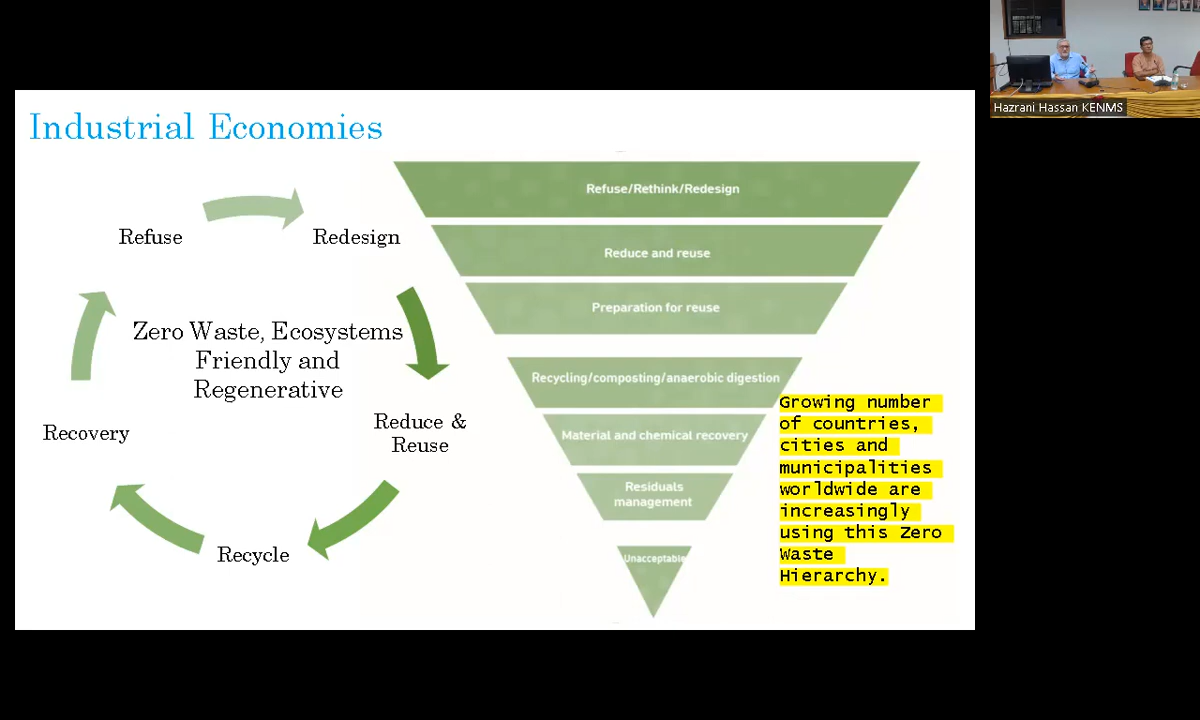 Industrial Economies
Refuse
Redesign
Zero Waste, Ecosystems
Friendly and
Regenerative
Reduce &
Reuse
Recovery
Recycle
Refuse/Rethink/Redesign
Reduce and reuse
Preparation for reuse
Recycling/composting/anaerobic digestion
Material and chemical recovery
Residuals
management
Unacceptable
Growing number
of countries,
cities and
municipalities
worldwide are
increasingly
using this Zero
Waste
Hierarchy.
Hazrani Hassan KENMS